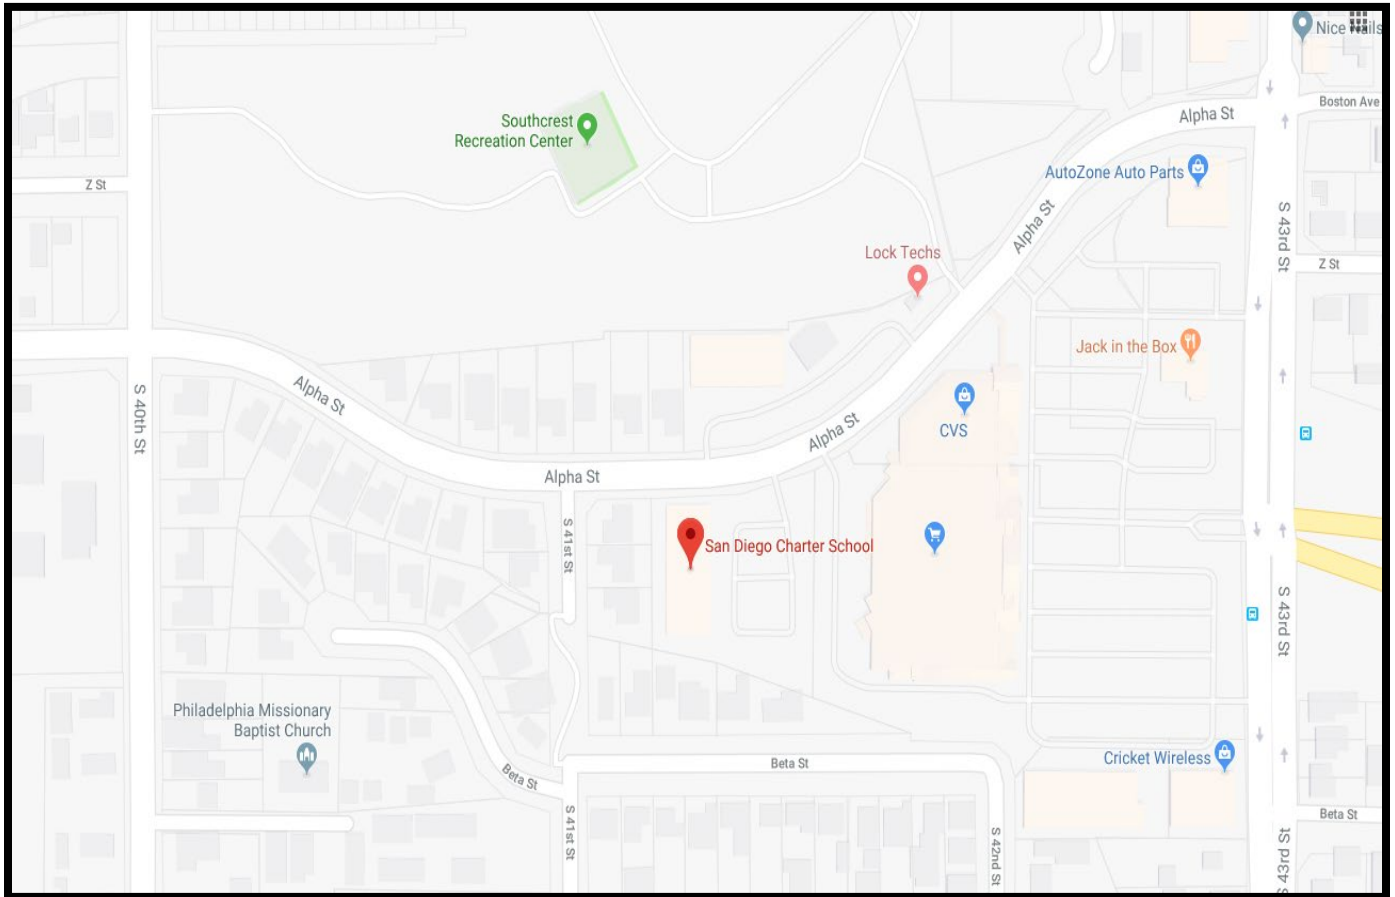 Nice Nails
Boston Ave
Alpha St
Southcrest
Recreation Center
AutoZone Auto Parts
Z St
Alpha St
S 43rd St
Lock Techs
Z St
Jack in the Box
Alpha St
S 40th St
CVS
Alpha St
Alpha St
S 41st St
San Diego Charter School
S 43rd St
Philadelphia Missionary
Baptist Church
Cricket Wireless
Beta St
Beta St
S 41st St
Beta St
S 42nd St
S 43rd St